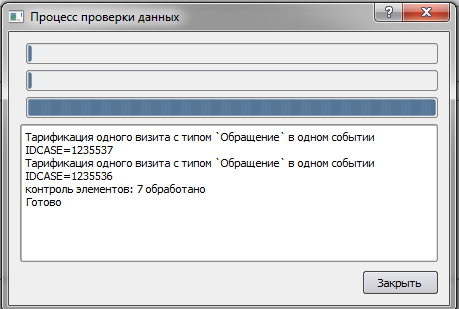 Процесс проверки данных
Тарификация одного визита с типом `Обращение` в одном событии
IDCASE=1235537
Тарификация одного визита с типом `Обращение` в одном событии
IDCASE=1235536
контроль элементов: 7 обработано
Готово
Закрыть